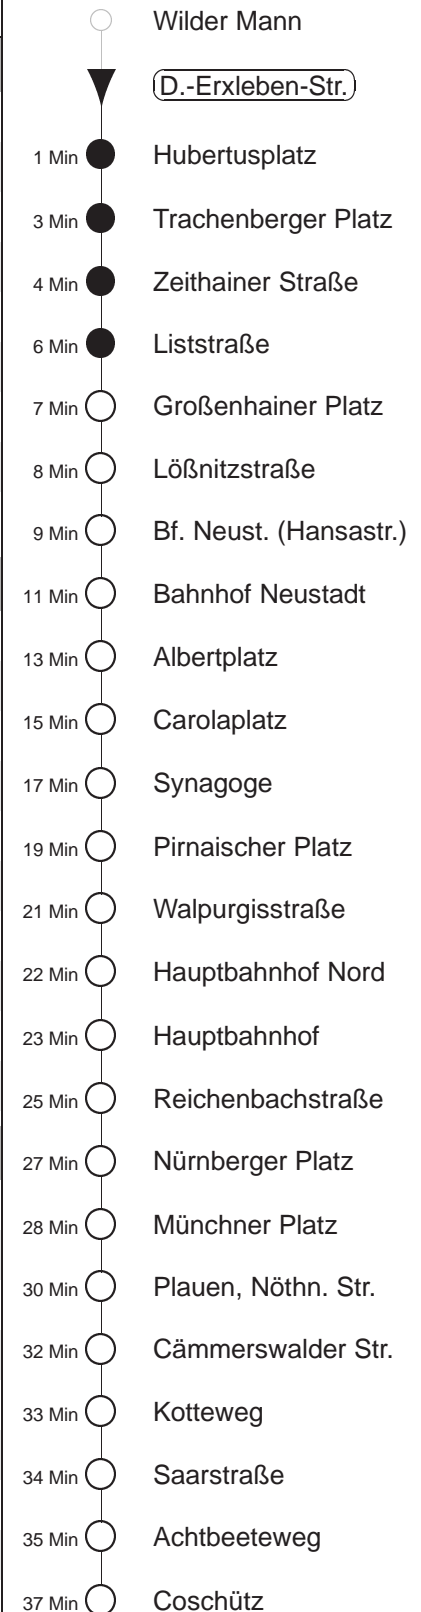 Wilder Mann
D.-Erxleben-Str.
1 Min Hubertusplatz
3 Min Trachenberger Platz
4 Min Zeithainer Straße
6 Min Liststraße
7 Min Großenhainer Platz
8 Min Lößnitzstraße
9 Min Bf. Neust. (Hansastr.)
11 Min Bahnhof Neustadt
13 Min Albertplatz
15 Min Carolaplatz
17 Min Synagoge
19 Min Pirnaischer Platz
21 Min Walpurgisstraße
22 Min Hauptbahnhof Nord
23 Min Hauptbahnhof
25 Min Reichenbachstraße
27 Min Nürnberger Platz
28 Min Münchner Platz
30 Min Plauen, Nöthn. Str.
32 Min Cämmerswalder Str.
33 Min Kotteweg
34 Min Saarstraße
35 Min Achtbeeteweg
37 Min Coschütz